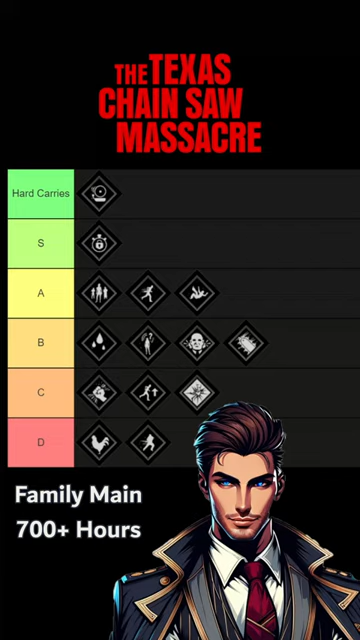 THE TEXAS
CHAIN SAW
MASSACRE
Hard Carries
S
A
B
C
D
Family Main
700+ Hours